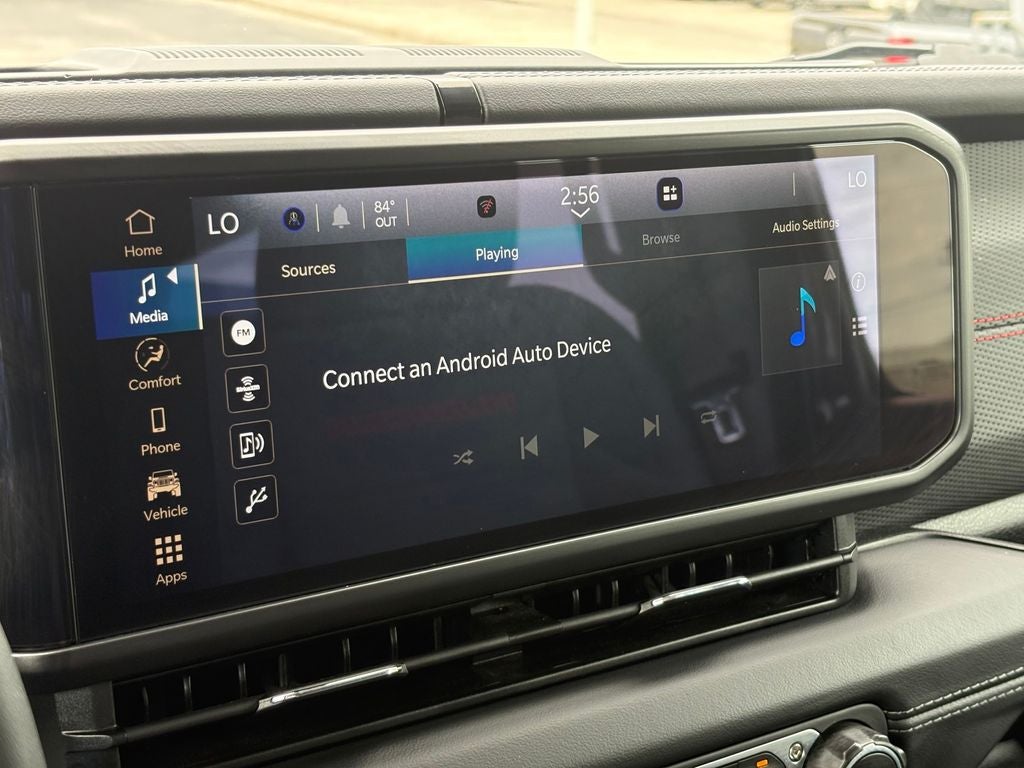 LO
84°
OUT
2:56
LO
Home
Sources
Playing
Browse
Audio Settings
Media
FM
Connect an Android Auto Device
Comfort
Phone
Vehicle
Apps